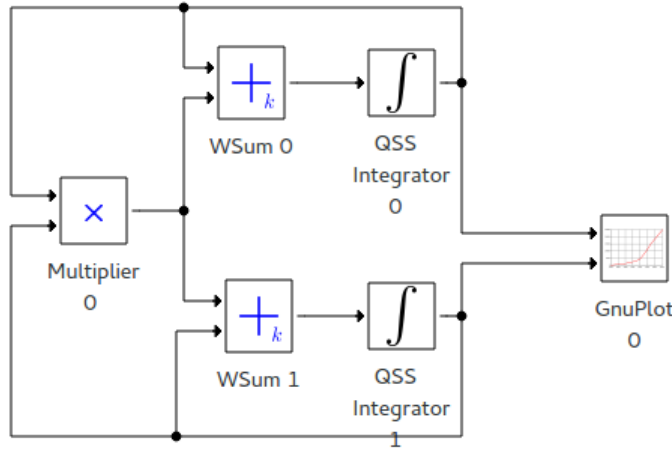 +k
WSum 0
∫
QSS
Integrator
0
×
Multiplier
0
+k
WSum 1
∫
QSS
Integrator
1
GnuPlot
0